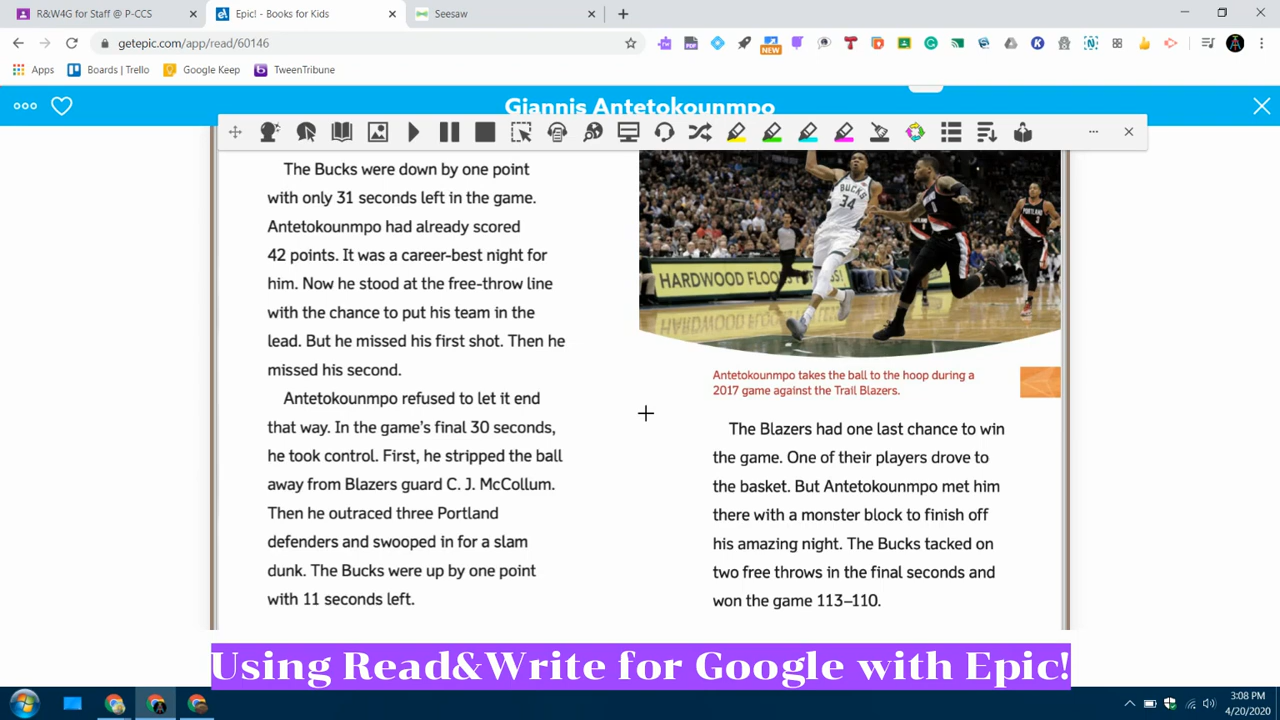 R&W4G for Staff @ P-CCS
Epic! - Books for Kids
Seesaw
getepic.com/app/read/60146
NEW
Apps
Boards | Trello
Google Keep
TweenTribune
Giannis Antetokounmpo
The Bucks were down by one point
with only 31 seconds left in the game.
Antetokounmpo had already scored
42 points. It was a career-best night for
him. Now he stood at the free-throw line
with the chance to put his team in the
lead. But he missed his first shot. Then he
missed his second.
Antetokounmpo refused to let it end
that way. In the game's final 30 seconds,
he took control. First, he stripped the ball
away from Blazers guard C. J. McCollum.
Then he outraced three Portland
defenders and swooped in for a slam
dunk. The Bucks were up by one point
with 11 seconds left.
BUCKS
34
PORTLAND
3
HARDWOOD FLOO
Antetokounmpo takes the ball to the hoop during a
2017 game against the Trail Blazers.
The Blazers had one last chance to win
the game. One of their players drove to
the basket. But Antetokounmpo met him
there with a monster block to finish off
his amazing night. The Bucks tacked on
two free throws in the final seconds and
won the game 113–110.
Using Read&Write for Google with Epic!
3:08 PM
4/20/2020